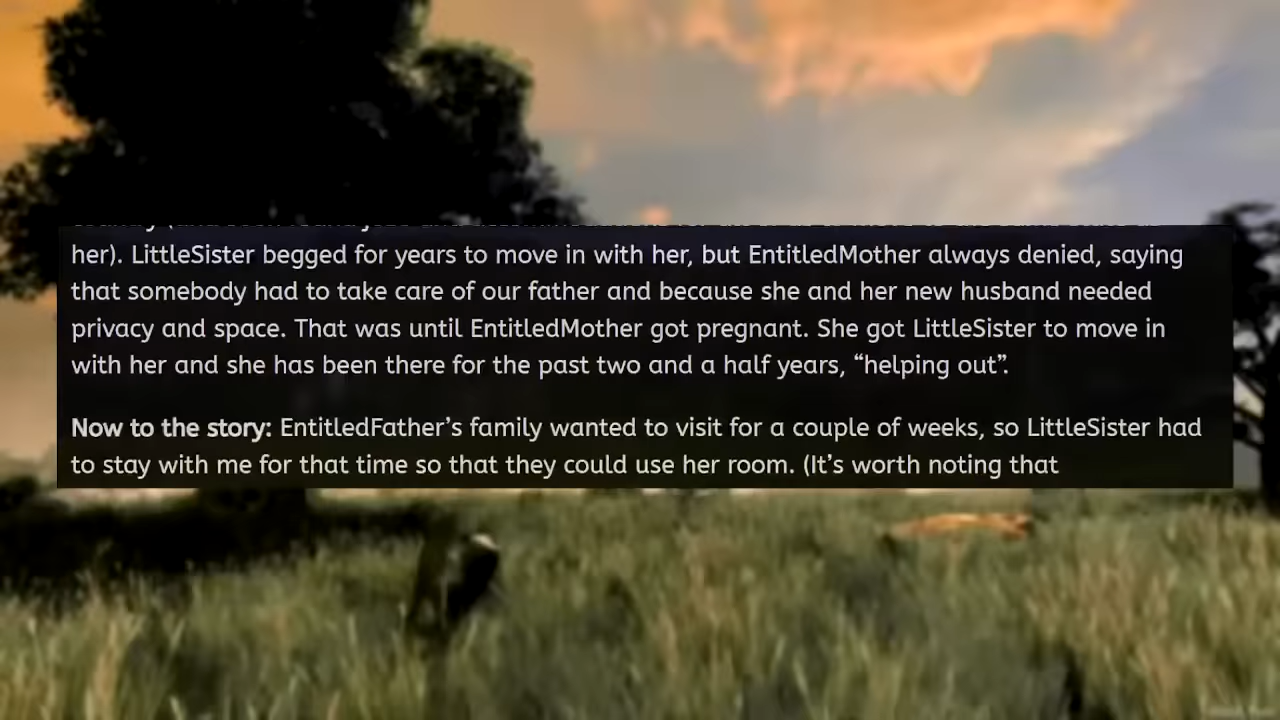 her). LittleSister begged for years to move in with her, but EntitledMother always denied, saying
that somebody had to take care of our father and because she and her new husband needed
privacy and space. That was until EntitledMother got pregnant. She got LittleSister to move in
with her and she has been there for the past two and a half years, “helping out”.
Now to the story: EntitledFather’s family wanted to visit for a couple of weeks, so LittleSister had
to stay with me for that time so that they could use her room. (It’s worth noting that